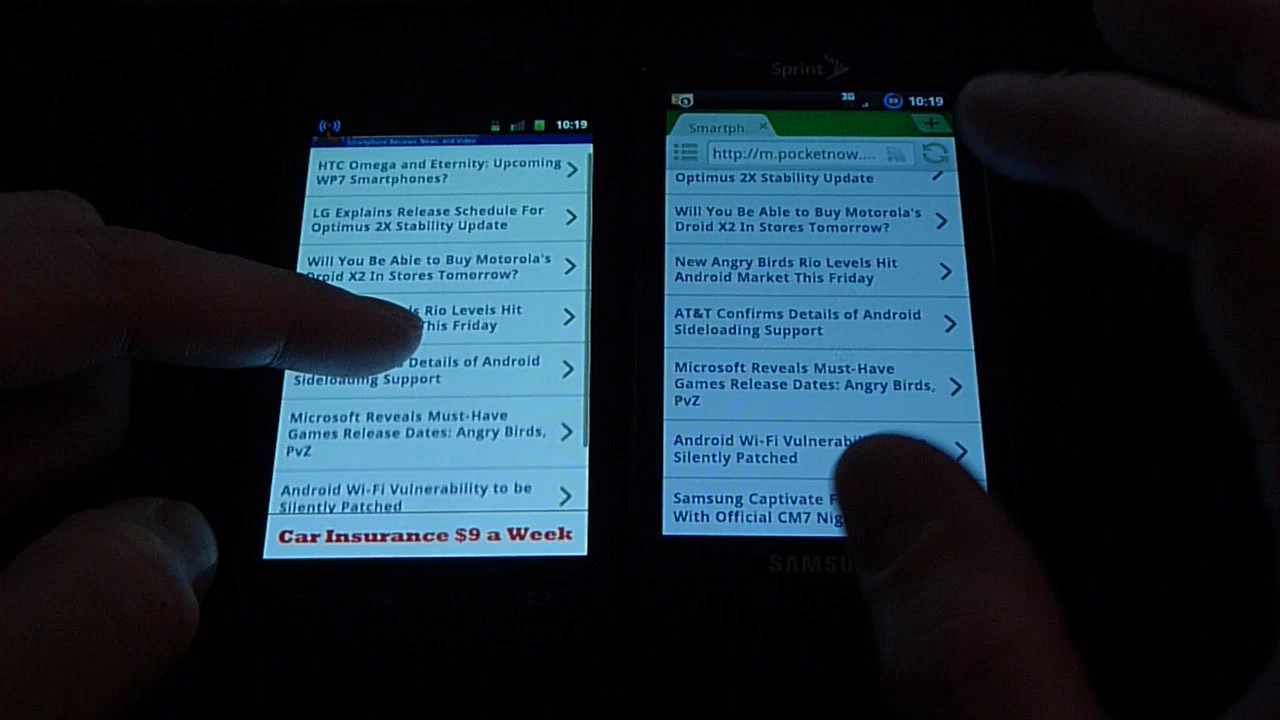 10:19
Smartphone Reviews, News, and Video
HTC Omega and Eternity: Upcoming
WP7 Smartphones?
LG Explains Release Schedule For
Optimus 2X Stability Update
Will You Be Able to Buy Motorola's
Droid X2 In Stores Tomorrow?
Rio Levels Hit
This Friday
Details of Android
Sideloading Support
Microsoft Reveals Must-Have
Games Release Dates: Angry Birds,
PvZ
Android Wi-Fi Vulnerability to be
Silently Patched
Car Insurance $9 a Week
Sprint
3G 10:19
Smartph
http://m.pocketnow....
Optimus 2X Stability Update
Will You Be Able to Buy Motorola's
Droid X2 In Stores Tomorrow?
New Angry Birds Rio Levels Hit
Android Market This Friday
AT&T Confirms Details of Android
Sideloading Support
Microsoft Reveals Must-Have
Games Release Dates: Angry Birds,
PvZ
Android Wi-Fi Vulnerabi
Silently Patched
Samsung Captivate
With Official CM7 Nig
SAMSU